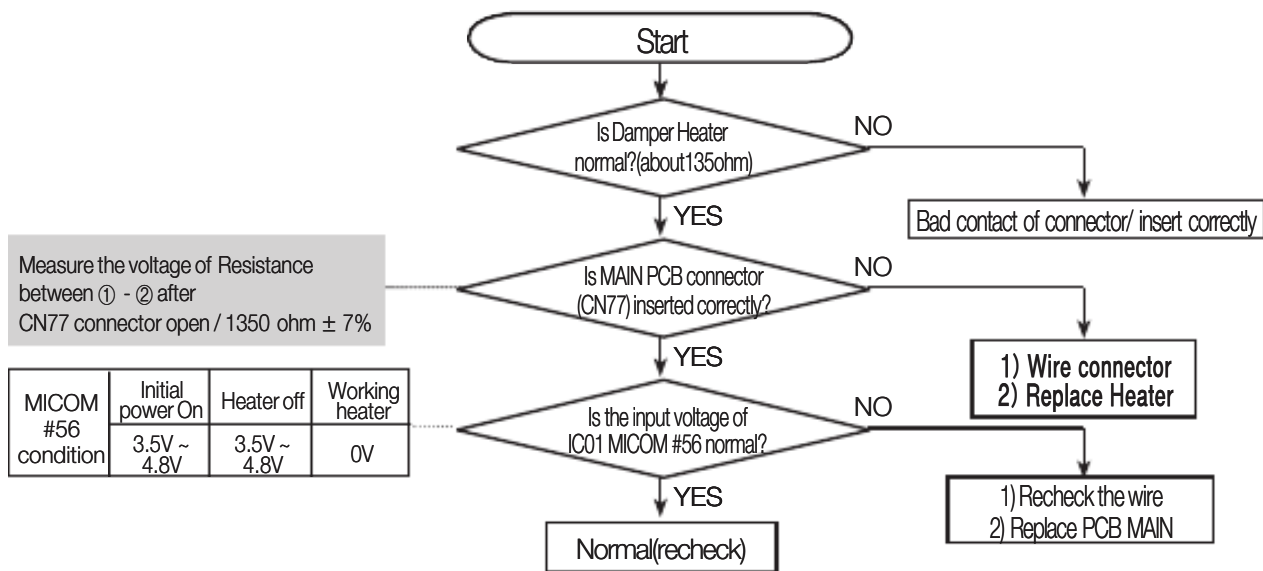 Start
Is Damper Heater
normal?(about135ohm)
NO
Bad contact of connector/ insert correctly
YES
Measure the voltage of Resistance
between ① - ② after
CN77 connector open / 1350 ohm ± 7%
Is MAIN PCB connector
(CN77) inserted correctly?
NO
1) Wire connector
2) Replace Heater
YES
MICOM
#56
condition
Initial
power On
Heater off
Working
heater
3.5V ~
4.8V
3.5V ~
4.8V
0V
Is the input voltage of
IC01 MICOM #56 normal?
NO
1) Recheck the wire
2) Replace PCB MAIN
YES
Normal(recheck)